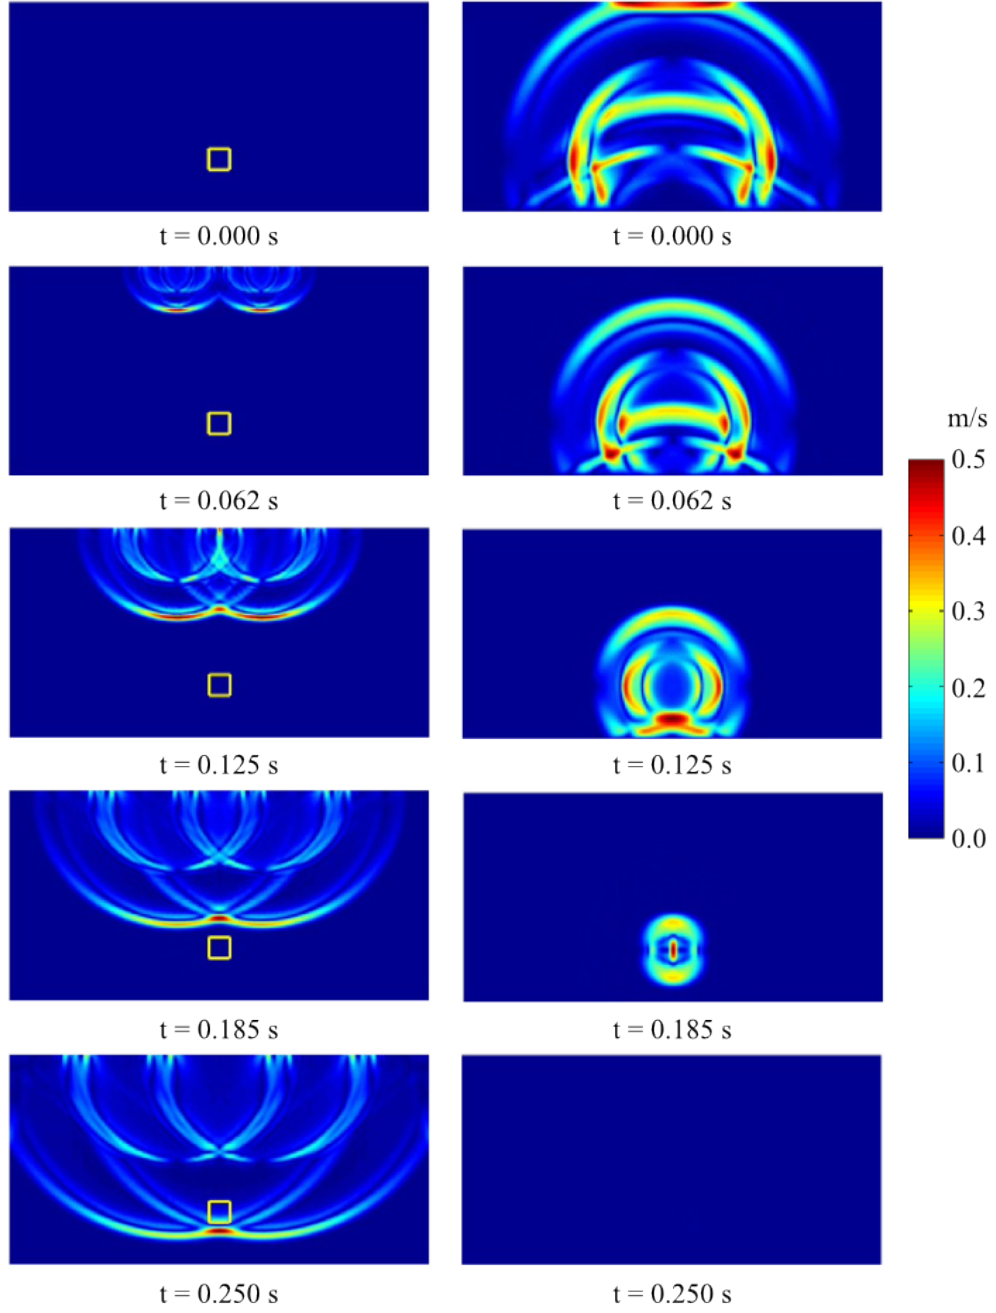 t = 0.000 s
t = 0.000 s
t = 0.062 s
t = 0.062 s
m/s
0.5
0.4
0.3
0.2
0.1
0.0
t = 0.125 s
t = 0.125 s
t = 0.185 s
t = 0.185 s
t = 0.250 s
t = 0.250 s